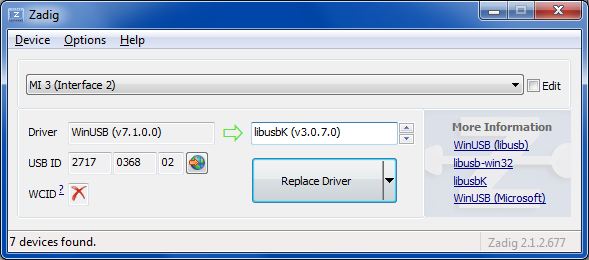 Zadig
Device Options Help
MI 3 (Interface 2)
Edit
Driver WinUSB (v7.1.0.0) libusbK (v3.0.7.0)
USB ID 2717 0368 02
WCID ?
Replace Driver
More Information
WinUSB (libusb)
libusb-win32
libusbK
WinUSB (Microsoft)
7 devices found.
Zadig 2.1.2.677